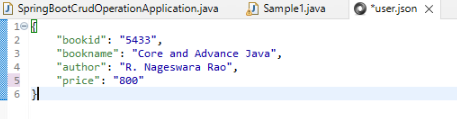 SpringBootCrudOperationApplication.java Sample1.java *user.json
1 {
2 "bookid": "5433",
3 "bookname": "Core and Advance Java",
4 "author": "R. Nageswara Rao",
5 "price": "800"
6 }